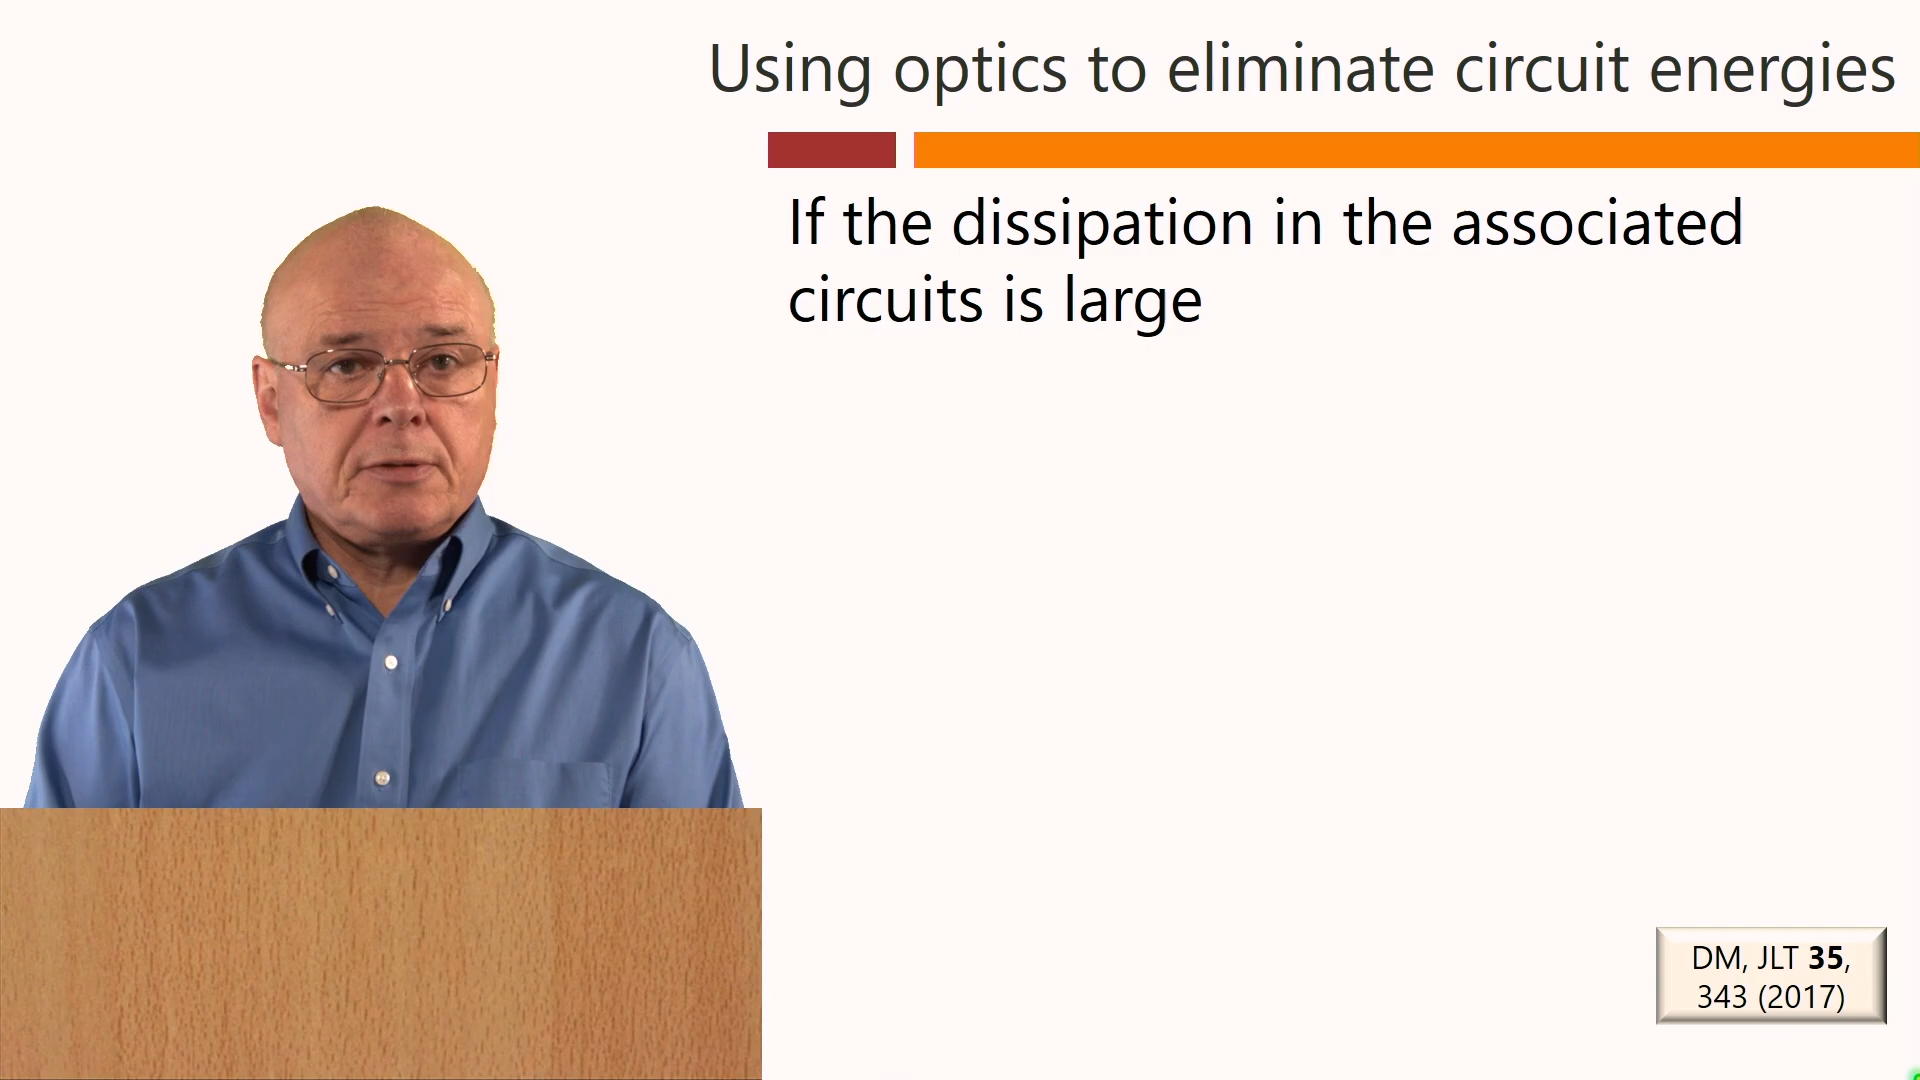 Using optics to eliminate circuit energies
If the dissipation in the associated
circuits is large
DM, JLT 35,
343 (2017)